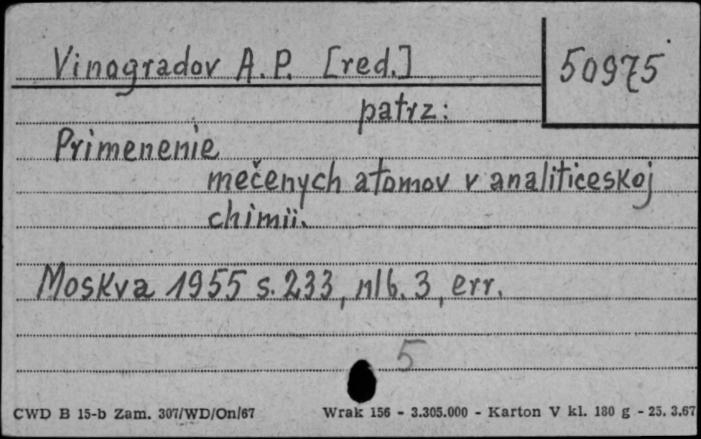 Vinogradov A. P. [red.]
50975
patrz:
Primenenie
mečenych atomov v analitičeskoj
chimii.
Moskva 1955 s. 233, nlb. 3, err.
5
CWD B 15-b Zam. 307/WD/On/67 Wrak 156 - 3.305.000 - Karton V kl. 180 g - 25. 3.67